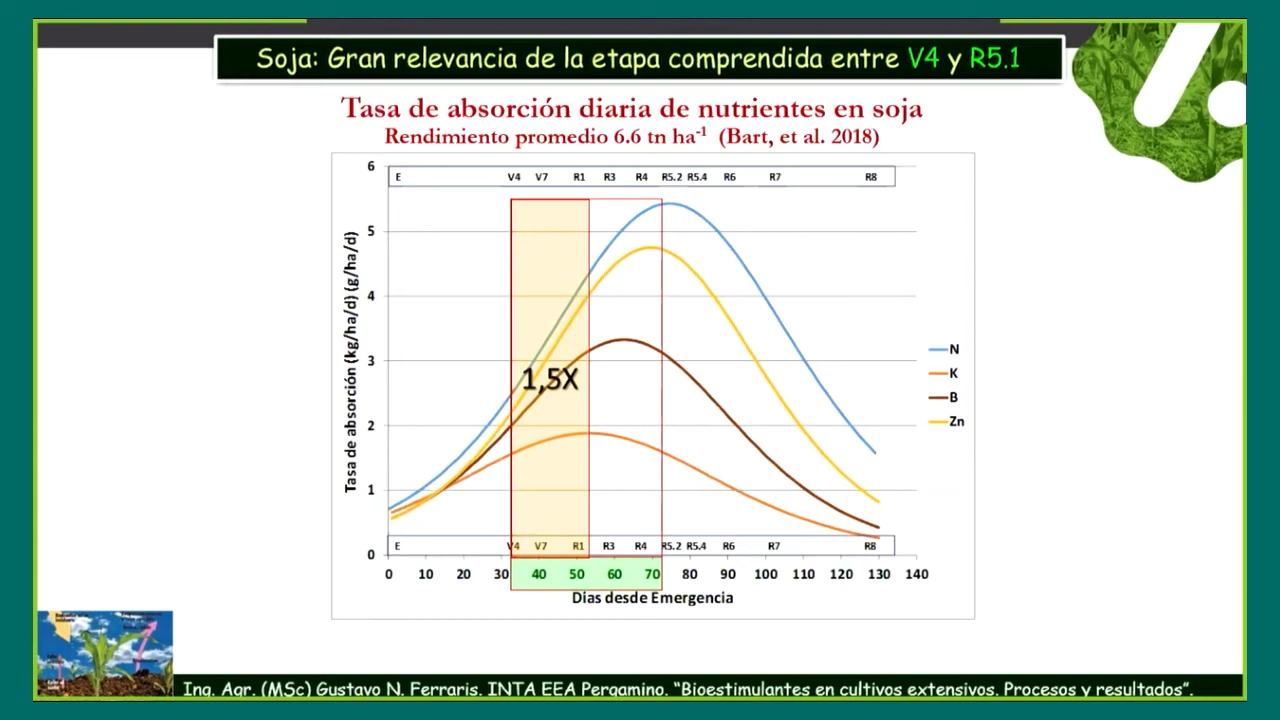 Soja: Gran relevancia de la etapa comprendida entre V4 y R5.1
Tasa de absorción diaria de nutrientes en soja
Rendimiento promedio 6.6 tn ha-1 (Bart, et al. 2018)
6
E V4 V7 R1 R3 R4 R5.2 R5.4 R6 R7 R8
5
4
3
2
1
0
Tasa de absorción (kg/ha/d) (g/ha/d)
1,5X
N
K
B
Zn
E V4 V7 R1 R3 R4 R5.2 R5.4 R6 R7 R8
0 10 20 30 40 50 60 70 80 90 100 110 120 130 140
Dias desde Emergencia
Ing. Agr. (MSc) Gustavo N. Ferraris. INTA EEA Pergamino. “Bioestimulantes en cultivos extensivos. Procesos y resultados”.